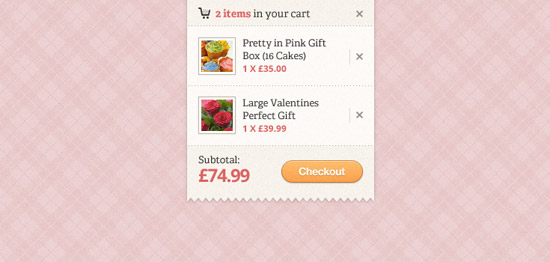 2 items in your cart
Pretty in Pink Gift
Box (16 Cakes)
1 X £35.00
Large Valentines
Perfect Gift
1 X £39.99
Subtotal:
£74.99
Checkout